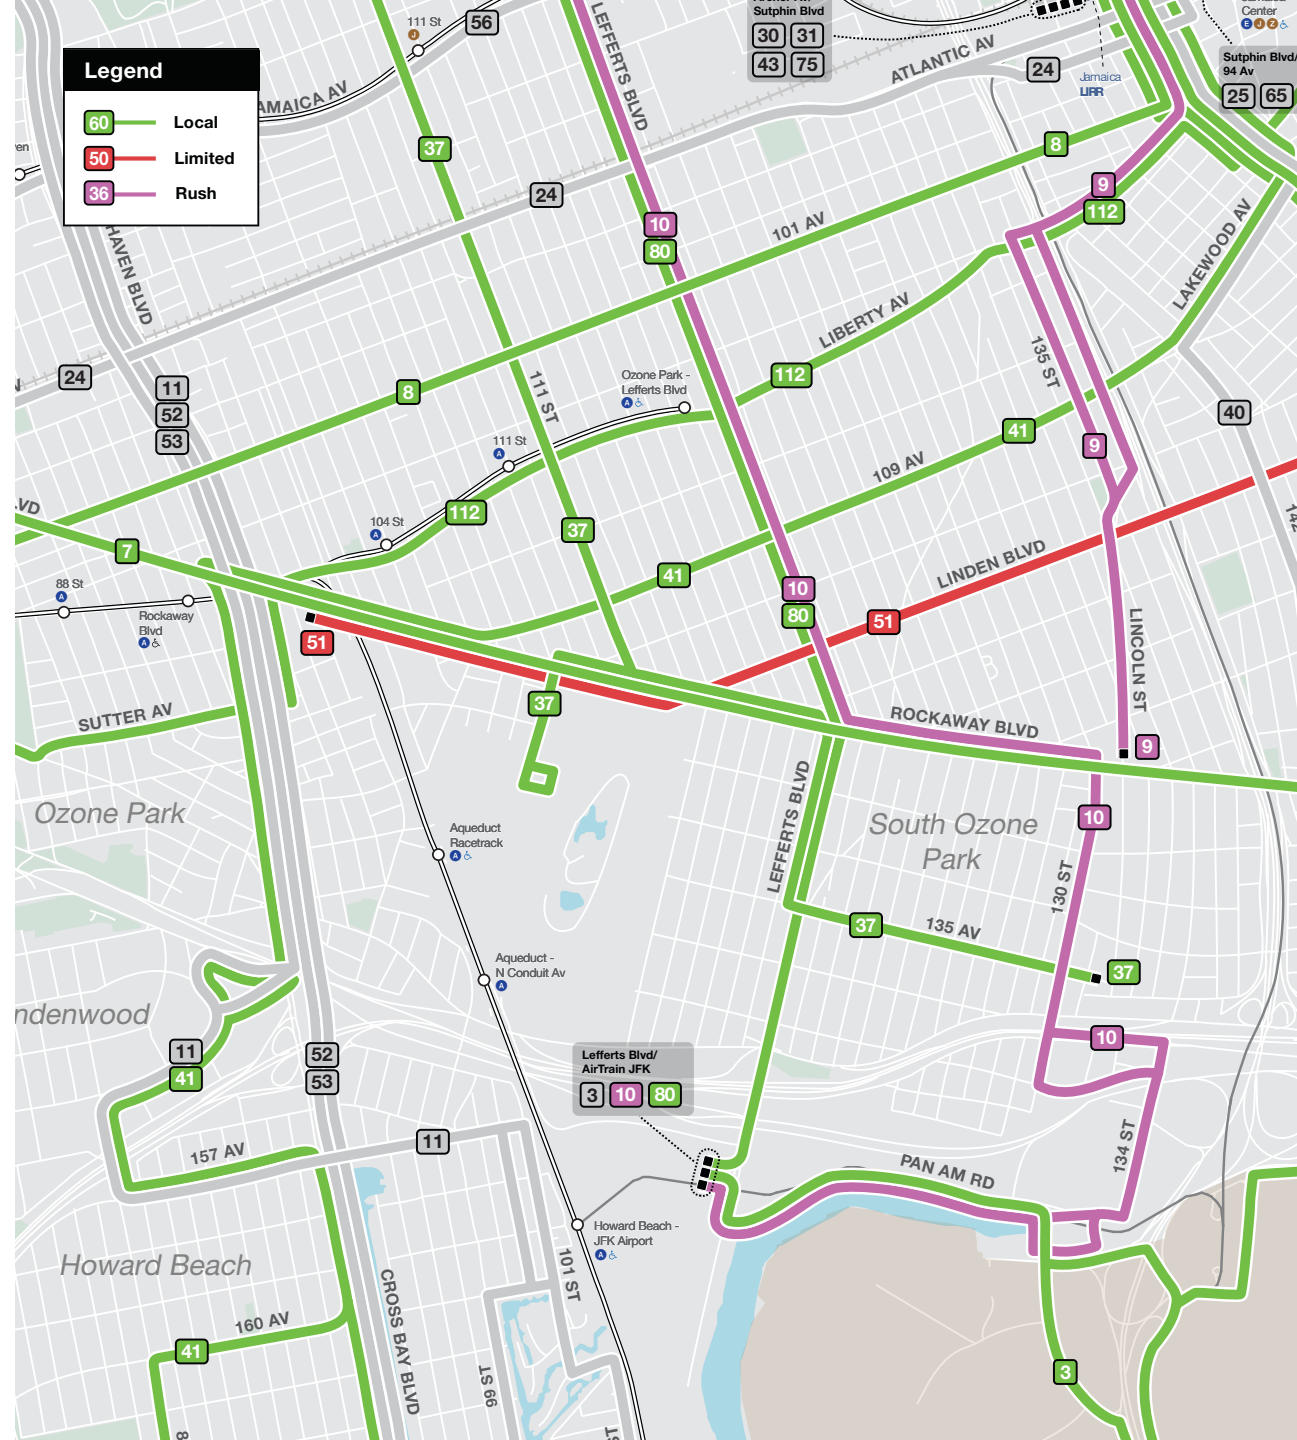 111 St
J
56
LEFFERTS BLVD
Sutphin Blvd
30 31
43 75
ATLANTIC AV
24
Jamaica
LIRR
Center
E J Z
Sutphin Blvd/
94 Av
25 65
Legend
60 Local
50 Limited
36 Rush
AMAICA AV
37
24
8
9
112
10
80
101 AV
LAKEWOOD AV
HAVEN BLVD
LIBERTY AV
135 ST
24
11
52
53
8
111 ST
Ozone Park -
Lefferts Blvd
A
112
40
41
9
111 St
A
109 AV
LVD
112
104 St
A
37
7
41
LINDEN BLVD
88 St
A
Rockaway
Blvd
A
51
10
80
51
LINCOLN ST
SUTTER AV
37
ROCKAWAY BLVD
9
Ozone Park
LEFFERTS BLVD
South Ozone
Park
10
Aqueduct
Racetrack
A
130 ST
37
135 AV
37
Aqueduct -
N Conduit Av
A
ndenwood
11
41
52
53
10
Lefferts Blvd/
AirTrain JFK
3 10 80
157 AV
11
134 ST
PAN AM RD
Howard Beach -
JFK Airport
A
Howard Beach
101 ST
CROSS BAY BLVD
160 AV
41
99 ST
3
8